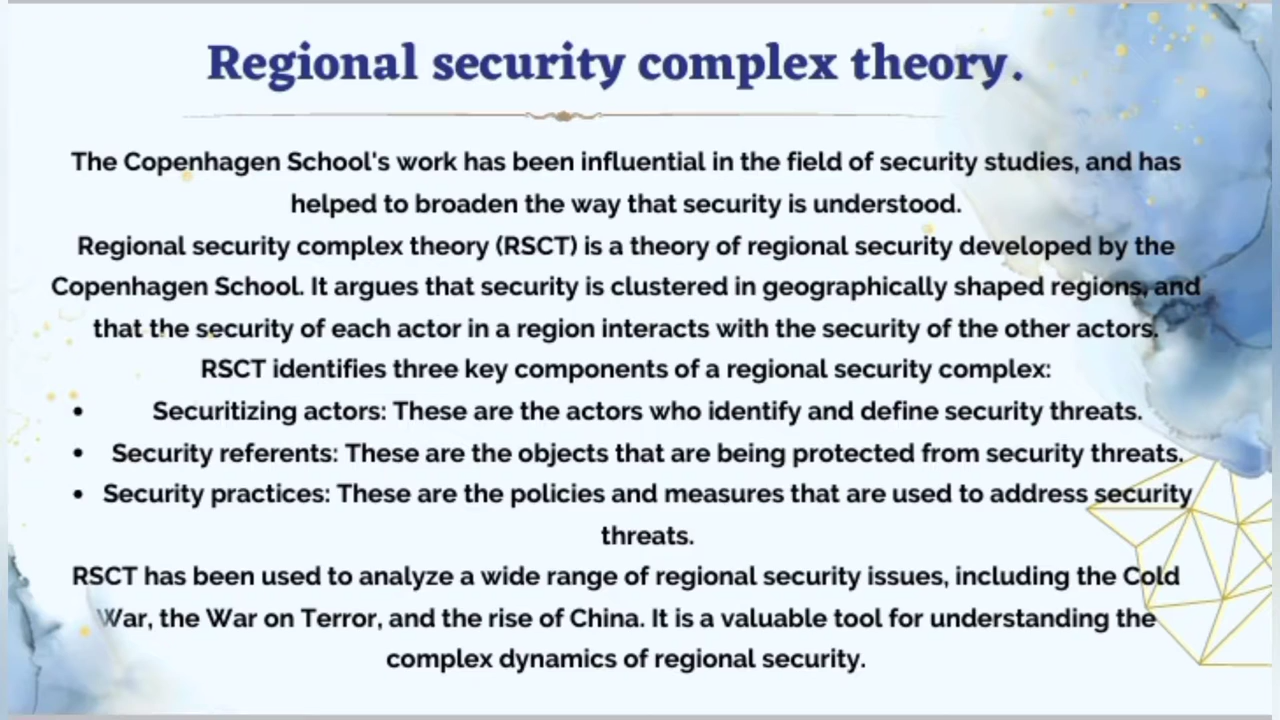 Regional security complex theory.
The Copenhagen School's work has been influential in the field of security studies, and has
helped to broaden the way that security is understood.
Regional security complex theory (RSCT) is a theory of regional security developed by the
Copenhagen School. It argues that security is clustered in geographically shaped regions, and
that the security of each actor in a region interacts with the security of the other actors.
RSCT identifies three key components of a regional security complex:
• Securitizing actors: These are the actors who identify and define security threats.
• Security referents: These are the objects that are being protected from security threats.
• Security practices: These are the policies and measures that are used to address security
threats.
RSCT has been used to analyze a wide range of regional security issues, including the Cold
War, the War on Terror, and the rise of China. It is a valuable tool for understanding the
complex dynamics of regional security.